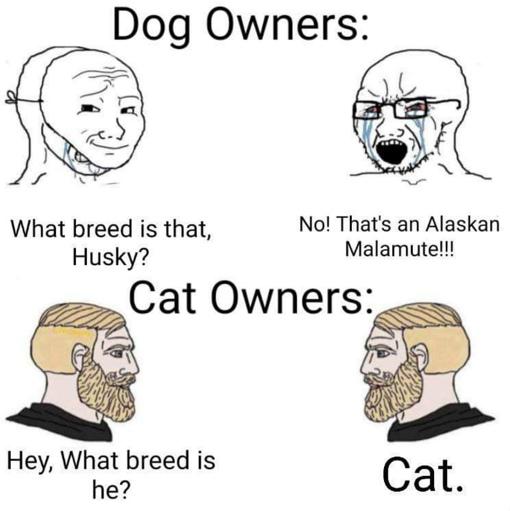 Dog Owners:
What breed is that,
Husky?
No! That's an Alaskan
Malamute!!!
Cat Owners:
Hey, What breed is
he?
Cat.